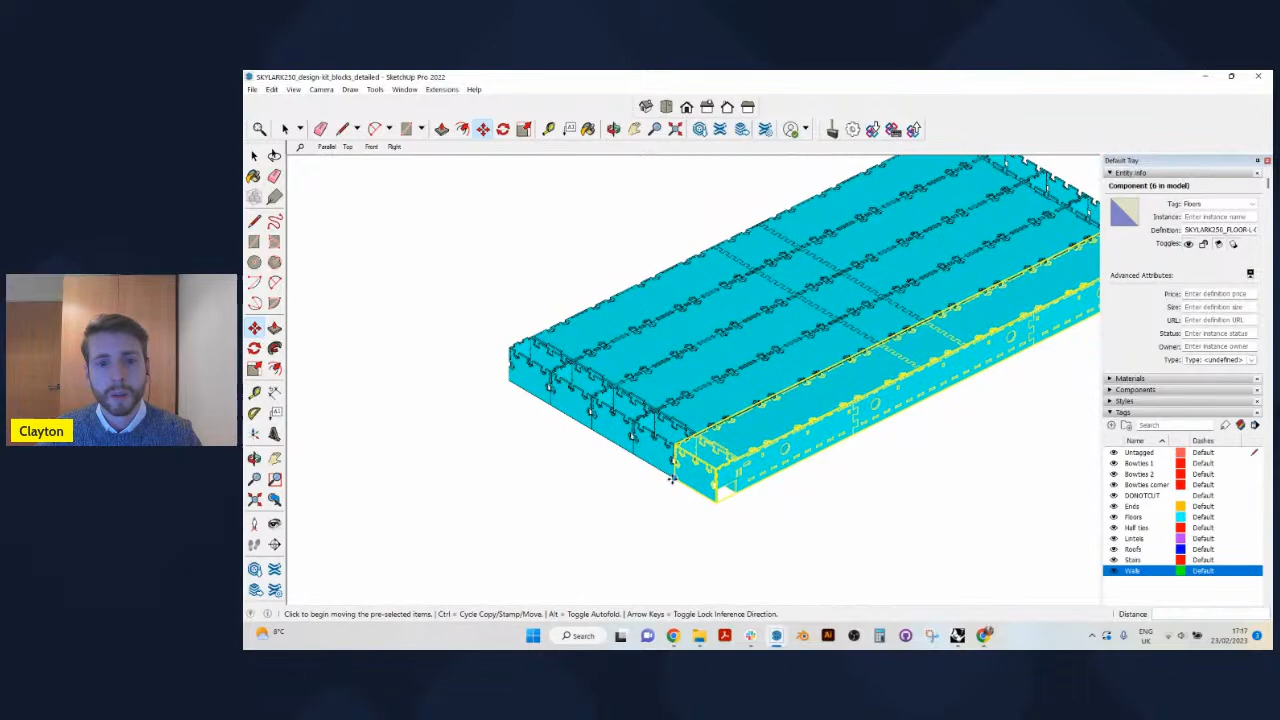 SKYLARK250_design-kit_blocks_detailed - SketchUp Pro 2022
File Edit View Camera Draw Tools Window Extensions Help
Parallel Top Front Right
Default Tray
Entity Info
Component (6 in model)
Tag: Floors
Instance: Enter instance name
Definition: SKYLARK250_FLOOR-L-
Toggles:
Advanced Attributes:
Price: Enter definition price
Size: Enter definition size
URL: Enter definition URL
Status: Enter instance status
Owner: Enter instance owner
Type: Type: <undefined>
Materials
Components
Styles
Tags
Search
Name Dashes
Untagged Default
Bowties 1 Default
Bowties 2 Default
Bowties corner Default
DONOTCUT Default
Ends Default
Floors Default
Half ties Default
Lintels Default
Roofs Default
Stairs Default
Walls Default
Clayton
Click to begin moving the pre-selected items. | Ctrl = Cycle Copy/Stamp/Move. | Alt = Toggle Autofold. | Arrow Keys = Toggle Lock Inference Direction.
Distance
8°C
Search
ENG
UK
17:17
23/02/2023